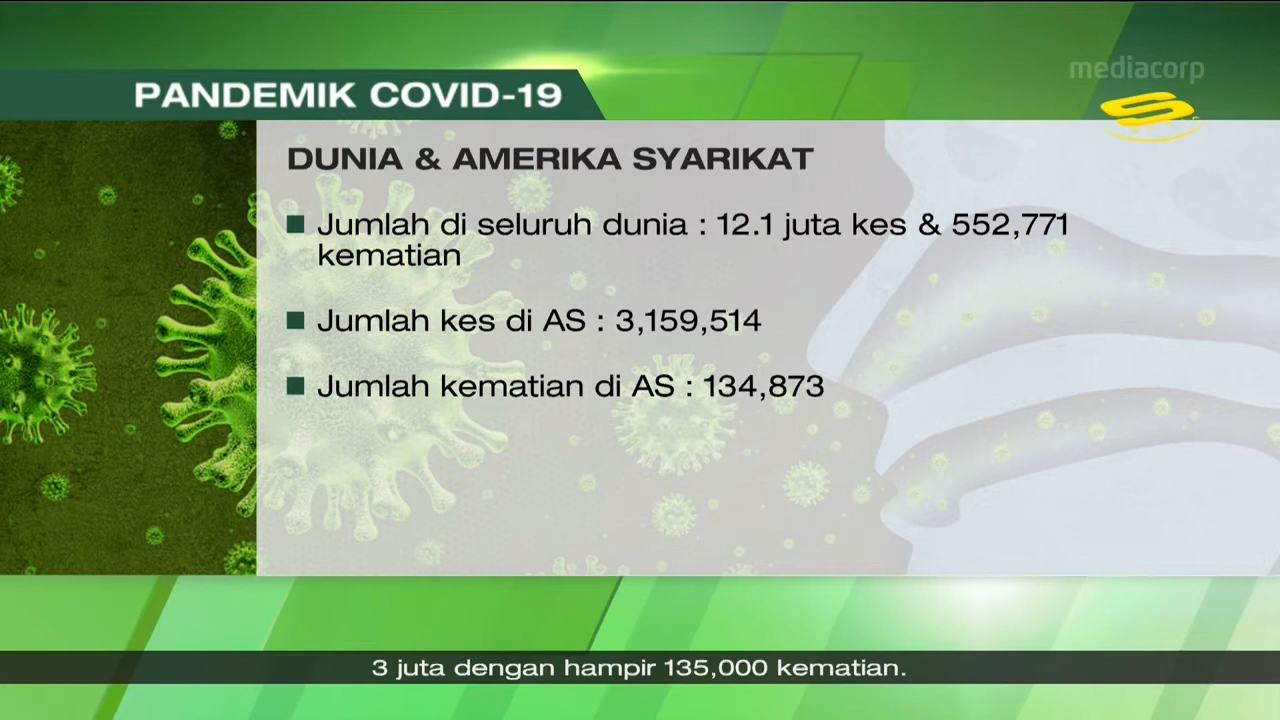 mediacorp
PANDEMIK COVID-19
DUNIA & AMERIKA SYARIKAT
Jumlah di seluruh dunia : 12.1 juta kes & 552,771
kematian
Jumlah kes di AS : 3,159,514
Jumlah kematian di AS : 134,873
3 juta dengan hampir 135,000 kematian.